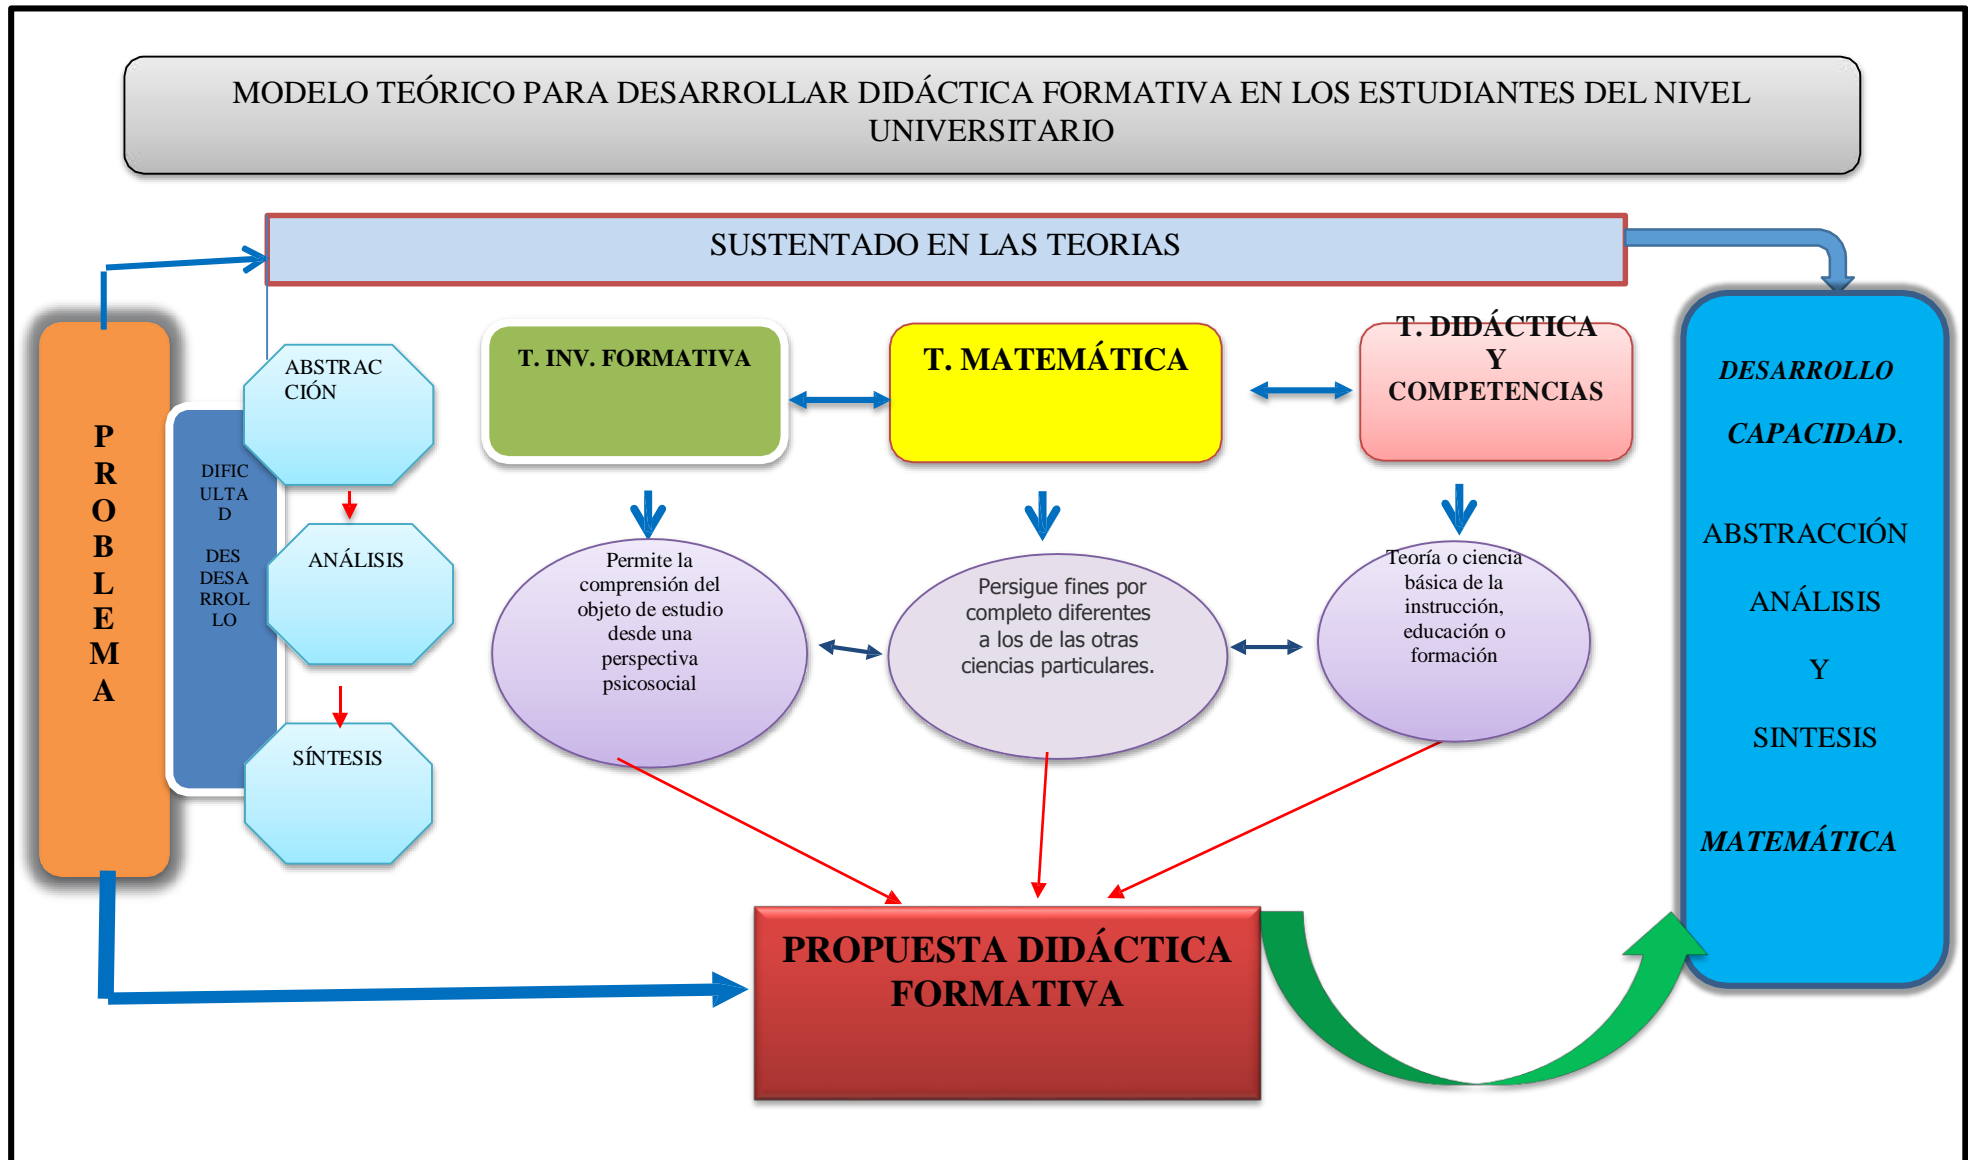 MODELO TEÓRICO PARA DESARROLLAR DIDÁCTICA FORMATIVA EN LOS ESTUDIANTES DEL NIVEL
UNIVERSITARIO
SUSTENTADO EN LAS TEORIAS
P
R
O
B
L
E
M
A
DIFIC
ULTA
D
DES
DESA
RROL
LO
ABSTRAC
CIÓN
ANÁLISIS
SÍNTESIS
T. INV. FORMATIVA
T. MATEMÁTICA
T. DIDÁCTICA
Y
COMPETENCIAS
Permite la
comprensión del
objeto de estudio
desde una
perspectiva
psicosocial
Persigue fines por
completo diferentes
a los de las otras
ciencias particulares.
Teoría o ciencia
básica de la
instrucción,
educación o
formación
PROPUESTA DIDÁCTICA
FORMATIVA
DESARROLLO
CAPACIDAD.
ABSTRACCIÓN
ANÁLISIS
Y
SINTESIS
MATEMÁTICA